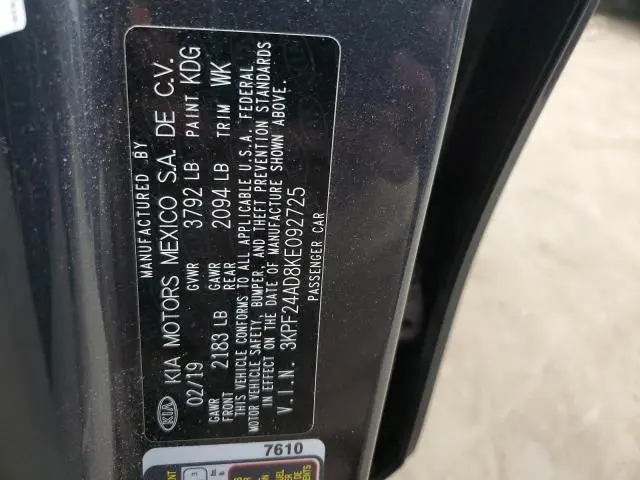 MANUFACTURED BY
KIA KIA MOTORS MEXICO S.A. DE C.V.
02/19 GVWR 3792 LB PAINT KDG
GAWR FRONT 2183 LB GAWR REAR 2094 LB TRIM WK
THIS VEHICLE CONFORMS TO ALL APPLICABLE U.S.A. FEDERAL
MOTOR VEHICLE SAFETY, BUMPER, AND THEFT PREVENTION STANDARDS
IN EFFECT ON THE DATE OF MANUFACTURE SHOWN ABOVE.
V.I.N. 3KPF24AD8KE092725
PASSENGER CAR
7610